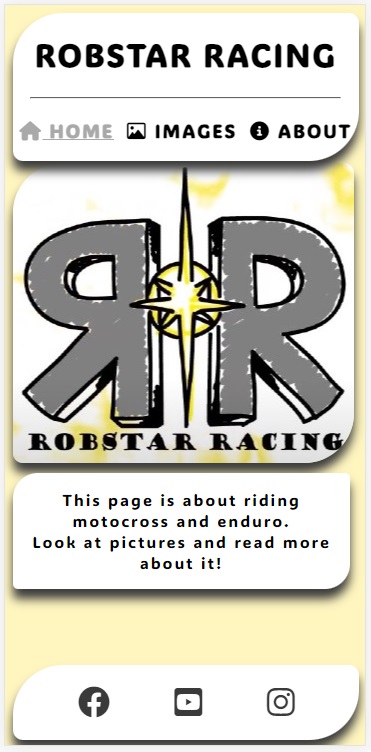 ROBSTAR RACING
HOME IMAGES ABOUT
RR
ROBSTAR RACING
This page is about riding
motocross and enduro.
Look at pictures and read more
about it!